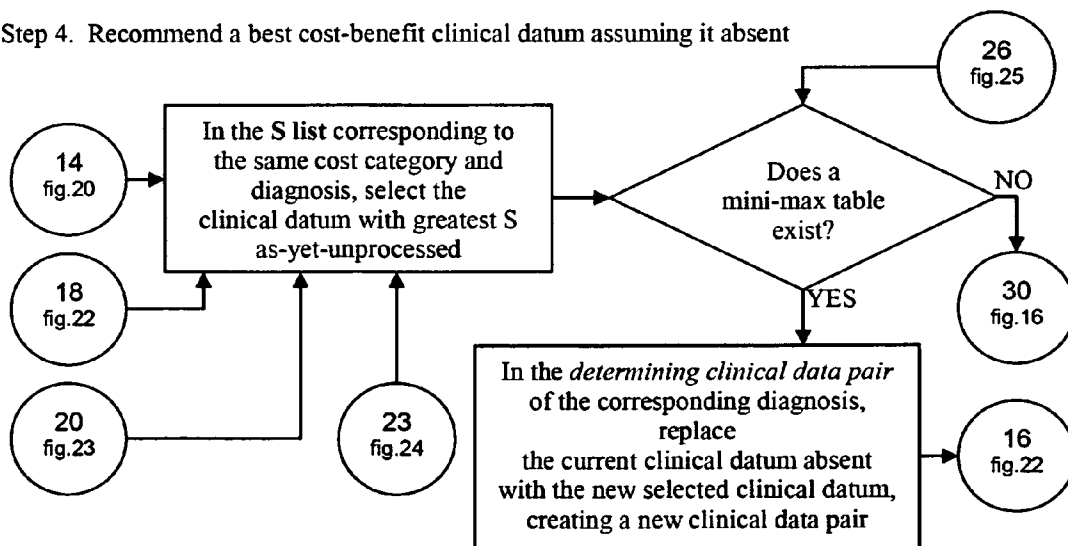 Step 4. Recommend a best cost-benefit clinical datum assuming it absent
26
fig.25
14
fig.20
In the S list corresponding to
the same cost category and
diagnosis, select the
clinical datum with greatest S
as-yet-unprocessed
Does a
mini-max table
exist?
NO
18
fig.22
30
fig.16
YES
20
fig.23
23
fig.24
In the determining clinical data pair
of the corresponding diagnosis,
replace
the current clinical datum absent
with the new selected clinical datum,
creating a new clinical data pair
16
fig.22